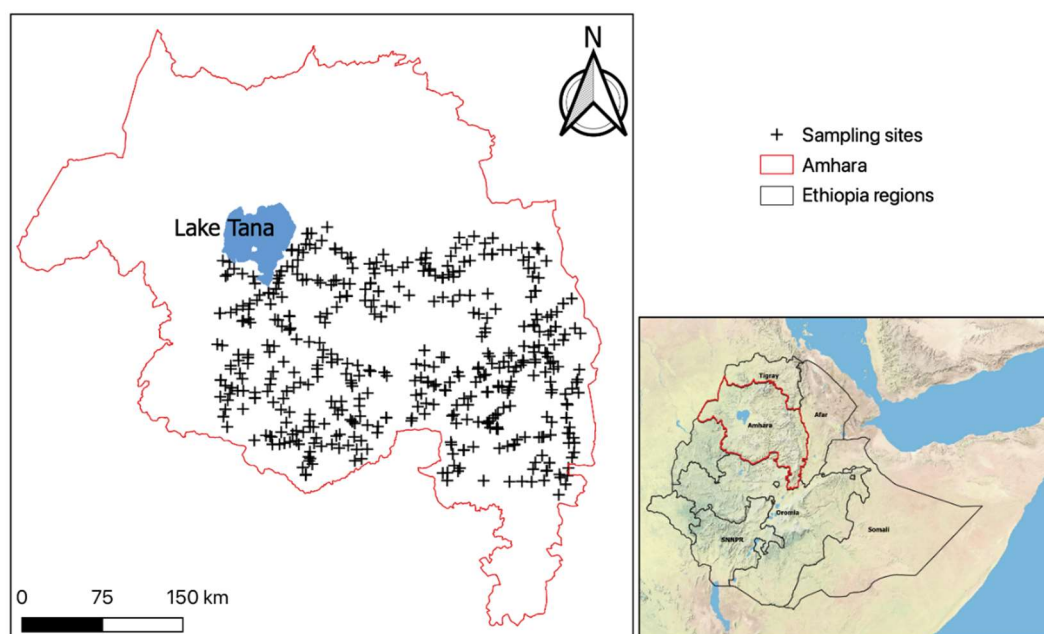 N
Lake Tana
0 75 150 km
Sampling sites
Amhara
Ethiopia regions
Tigray
Afar
Amhara
Oromia
Somali
SNNPR